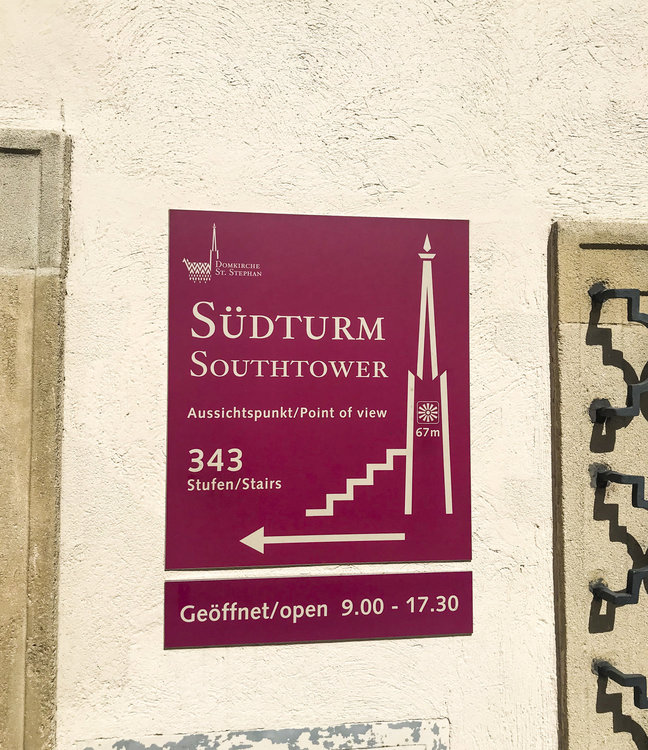 Domkirche
St. Stephan
Südturm
Southtower
Aussichtspunkt/Point of view
67m
343
Stufen/Stairs
Geöffnet/open 9.00 - 17.30